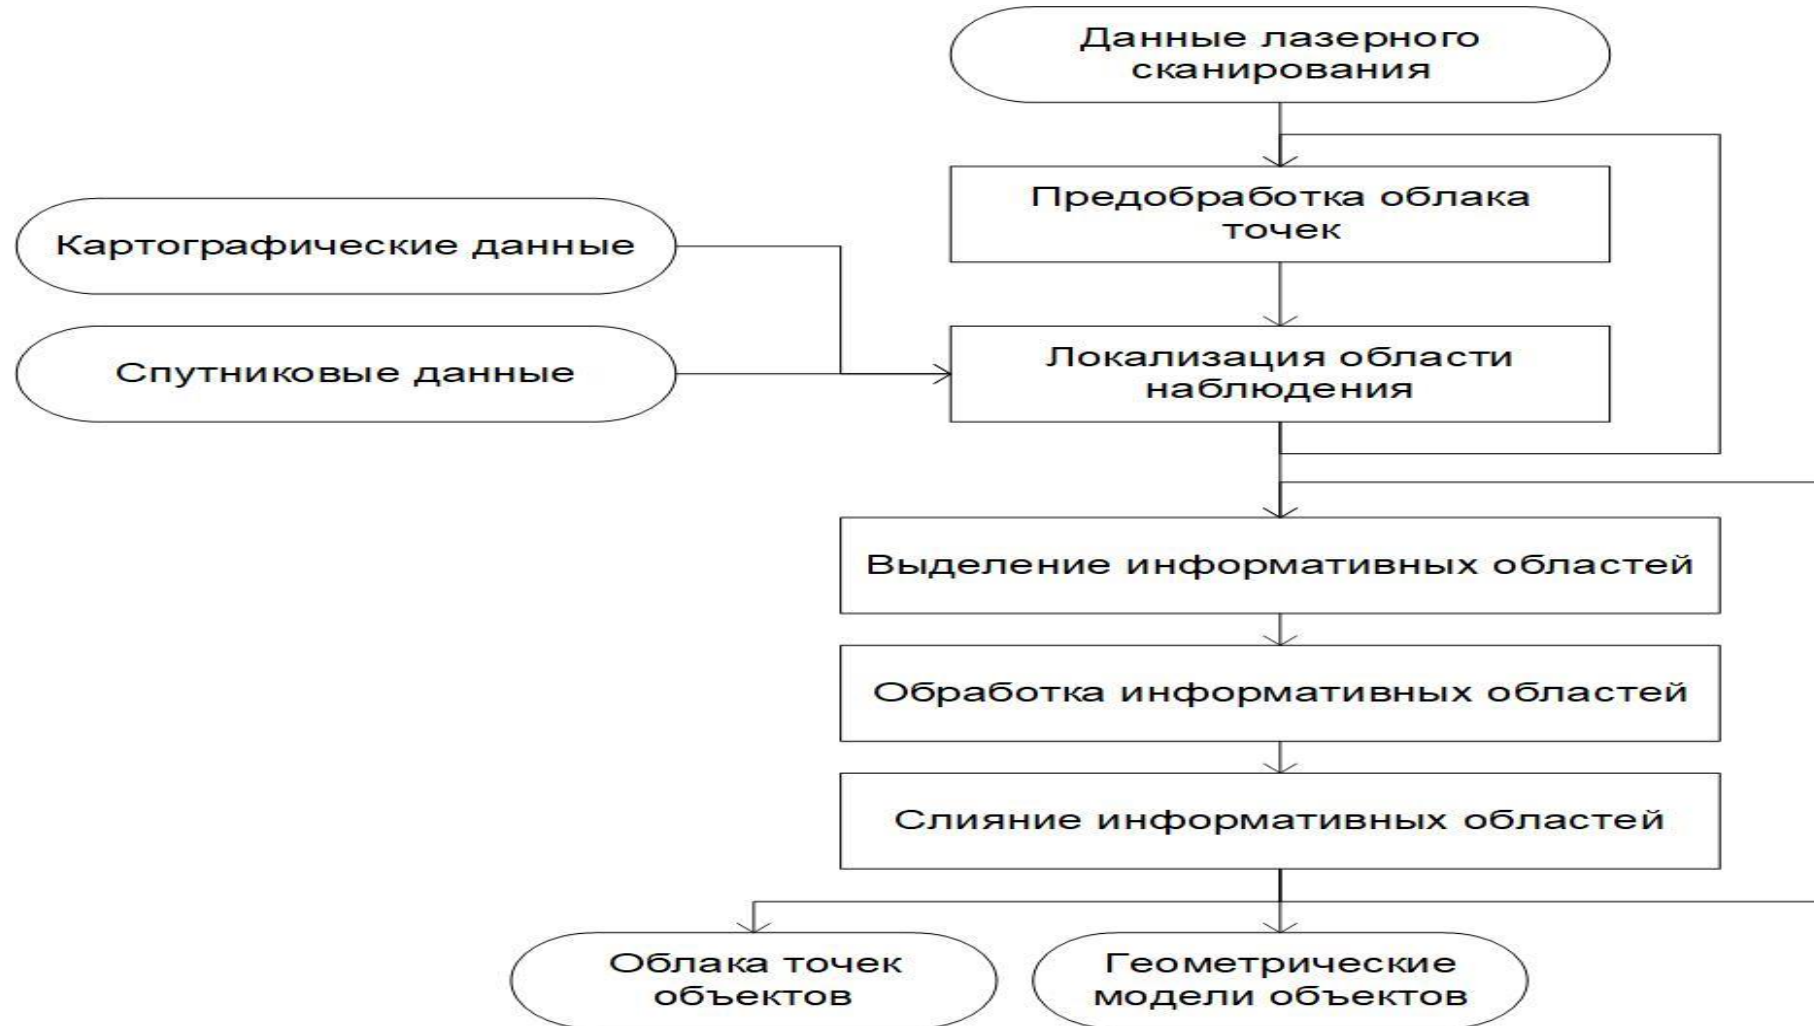 Данные лазерного
сканирования
Предобработка облака
точек
Картографические данные
Спутниковые данные
Локализация области
наблюдения
Выделение информативных областей
Обработка информативных областей
Слияние информативных областей
Облака точек
объектов
Геометрические
модели объектов